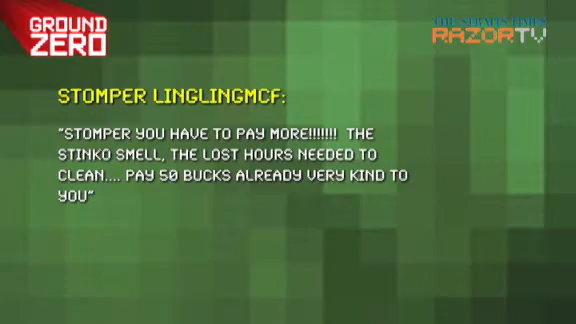 GROUND
ZERO
THE STRAITS TIMES
RAZORTV
STOMPER LINGLINGMCF:
"STOMPER YOU HAVE TO PAY MORE!!!!!!! THE
STINKO SMELL, THE LOST HOURS NEEDED TO
CLEAN.... PAY 50 BUCKS ALREADY VERY KIND TO
YOU"